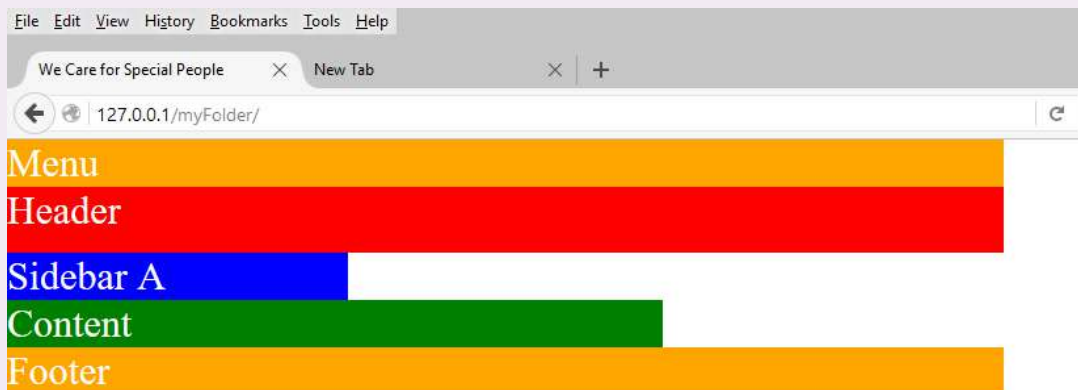 File Edit View History Bookmarks Tools Help
We Care for Special People New Tab
127.0.0.1/myFolder/
Menu
Header
Sidebar A
Content
Footer